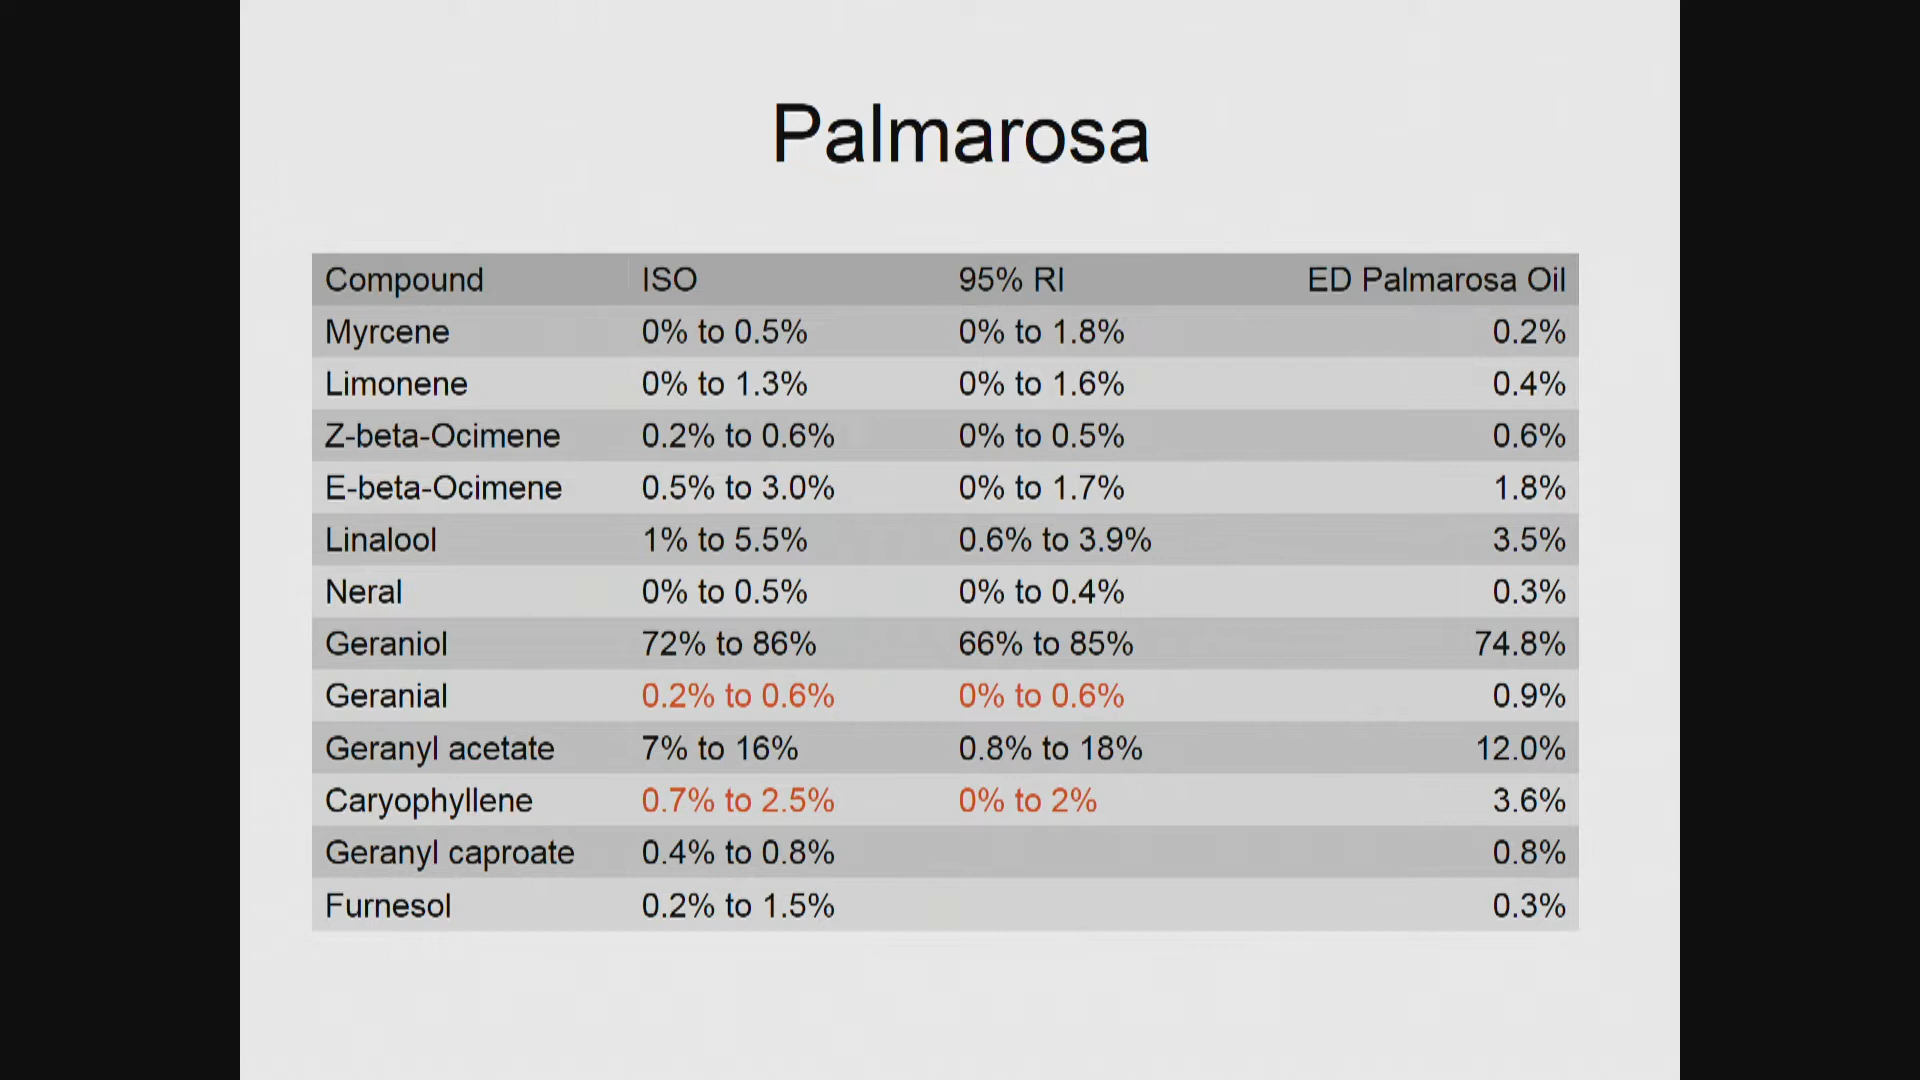 Palmarosa
Compound ISO 95% RI ED Palmarosa Oil
Myrcene 0% to 0.5% 0% to 1.8% 0.2%
Limonene 0% to 1.3% 0% to 1.6% 0.4%
Z-beta-Ocimene 0.2% to 0.6% 0% to 0.5% 0.6%
E-beta-Ocimene 0.5% to 3.0% 0% to 1.7% 1.8%
Linalool 1% to 5.5% 0.6% to 3.9% 3.5%
Neral 0% to 0.5% 0% to 0.4% 0.3%
Geraniol 72% to 86% 66% to 85% 74.8%
Geranial 0.2% to 0.6% 0% to 0.6% 0.9%
Geranyl acetate 7% to 16% 0.8% to 18% 12.0%
Caryophyllene 0.7% to 2.5% 0% to 2% 3.6%
Geranyl caproate 0.4% to 0.8% 0.8%
Furnesol 0.2% to 1.5% 0.3%